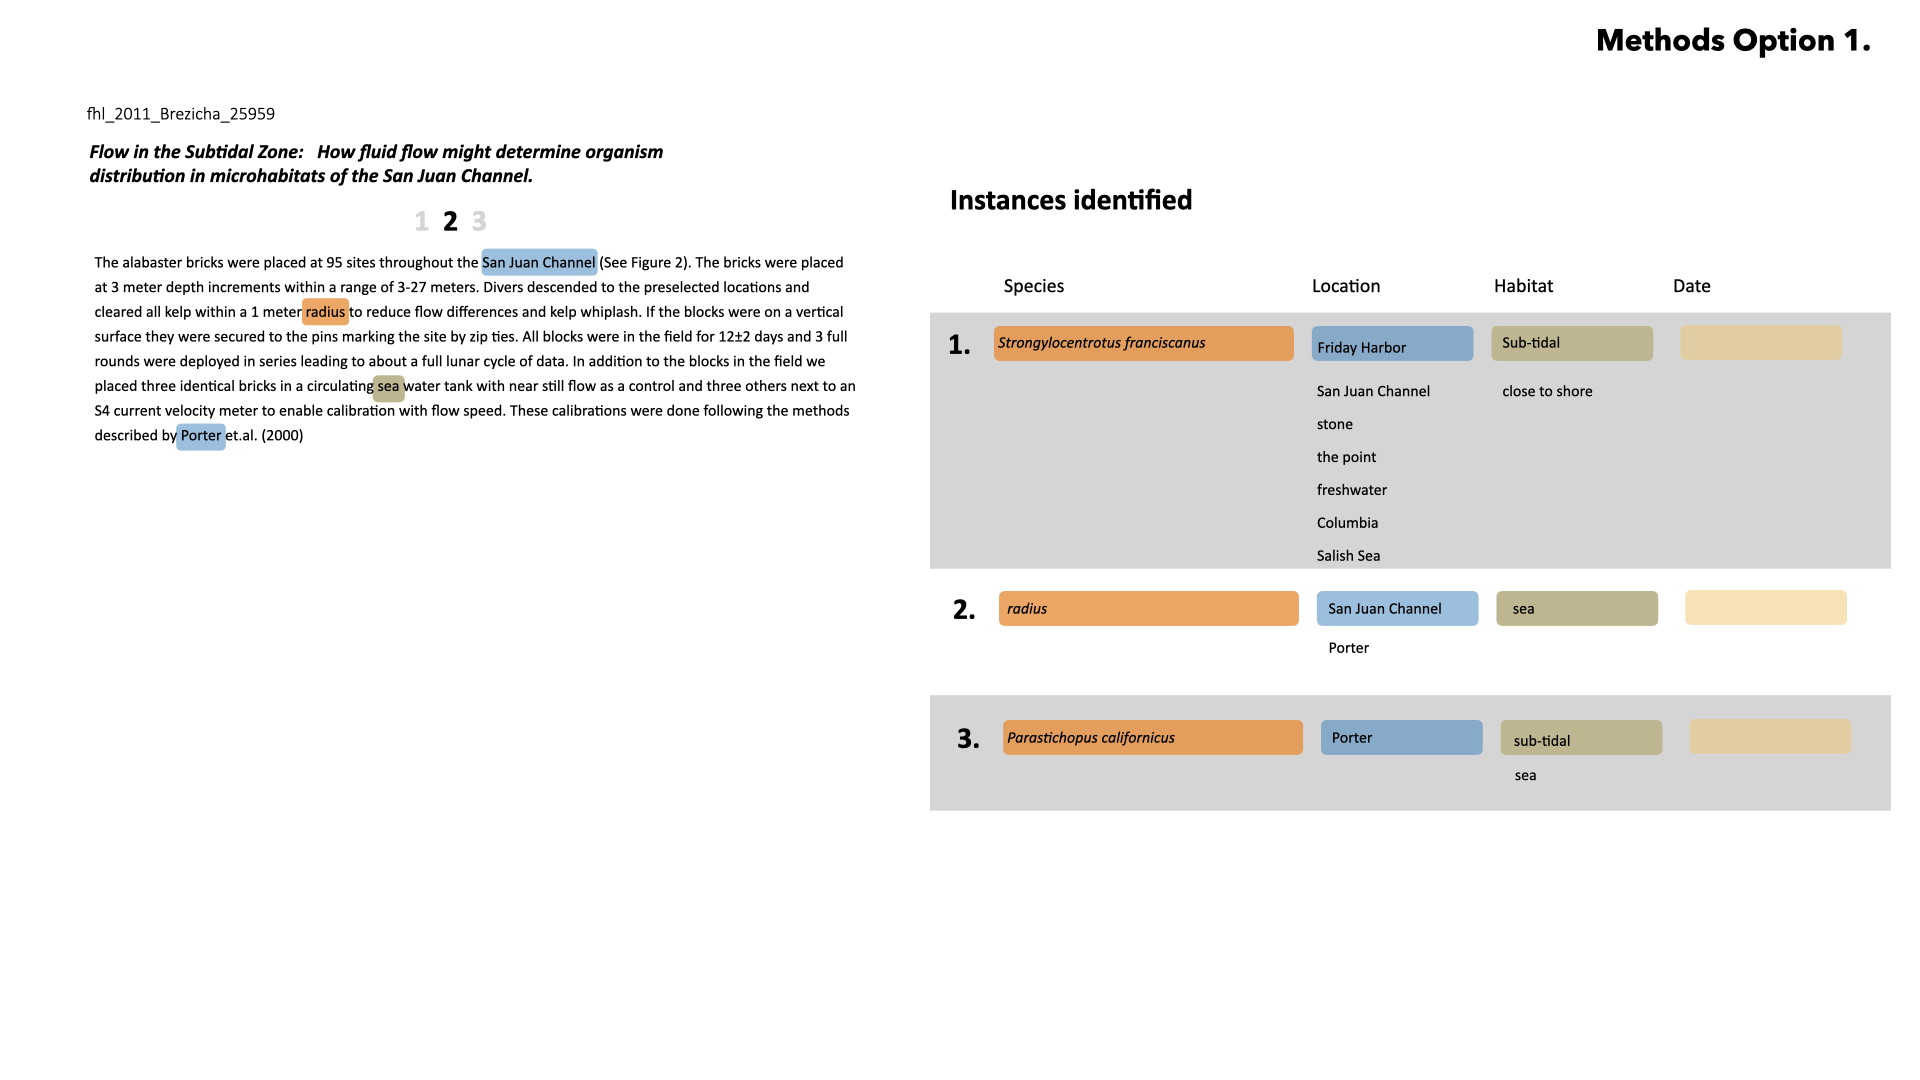 Methods Option 1.
fhl_2011_Brezicha_25959
Flow in the Subtidal Zone: How fluid flow might determine organism
distribution in microhabitats of the San Juan Channel.
1 2 3
The alabaster bricks were placed at 95 sites throughout the San Juan Channel (See Figure 2). The bricks were placed
at 3 meter depth increments within a range of 3-27 meters. Divers descended to the preselected locations and
cleared all kelp within a 1 meter radius to reduce flow differences and kelp whiplash. If the blocks were on a vertical
surface they were secured to the pins marking the site by zip ties. All blocks were in the field for 12±2 days and 3 full
rounds were deployed in series leading to about a full lunar cycle of data. In addition to the blocks in the field we
placed three identical bricks in a circulating sea water tank with near still flow as a control and three others next to an
S4 current velocity meter to enable calibration with flow speed. These calibrations were done following the methods
described by Porter et.al. (2000)
Instances identified
Species Location Habitat Date
1. Strongylocentrotus franciscanus Friday Harbor Sub-tidal
San Juan Channel close to shore
stone
the point
freshwater
Columbia
Salish Sea
2. radius San Juan Channel sea
Porter
3. Parastichopus californicus Porter sub-tidal
sea